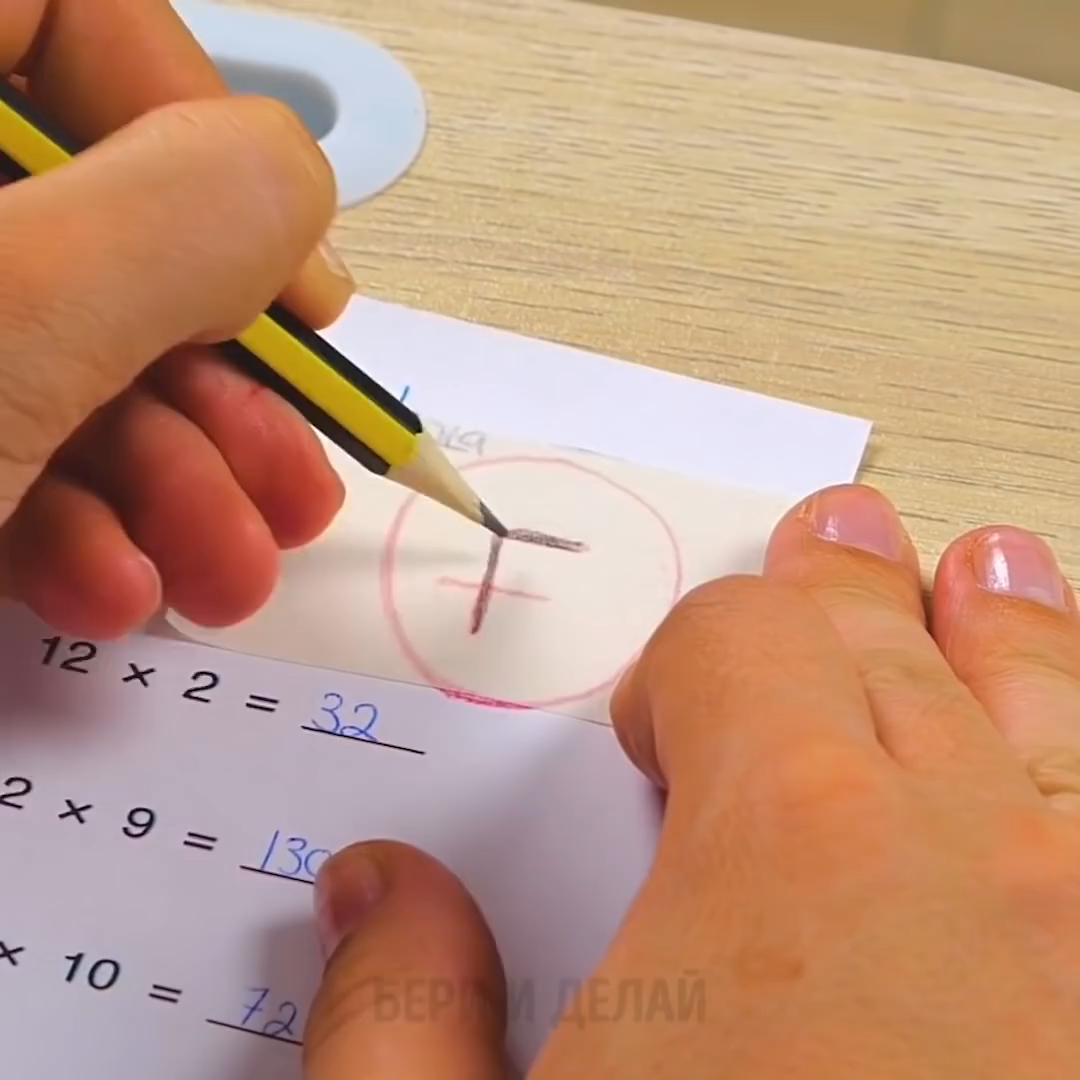 F
12 × 2 = 32
2 × 9 = 130
× 10 = 72
БЕРИ И ДЕЛАЙ